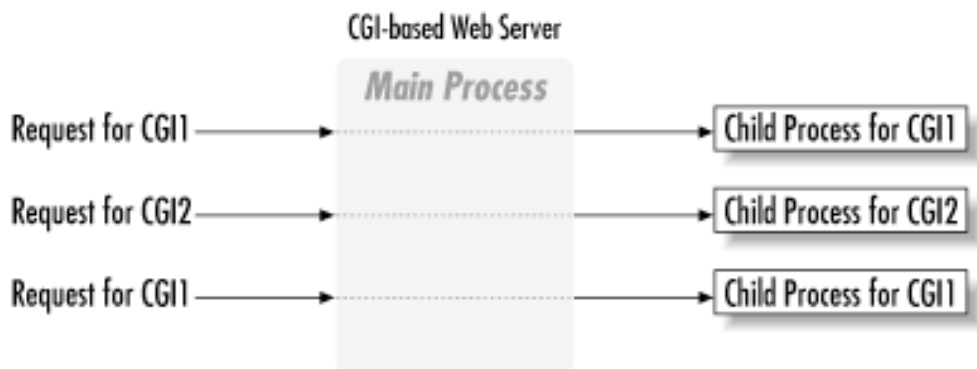 CGI-based Web Server
Main Process
Request for CGI1
Child Process for CGI1
Request for CGI2
Child Process for CGI2
Request for CGI1
Child Process for CGI1